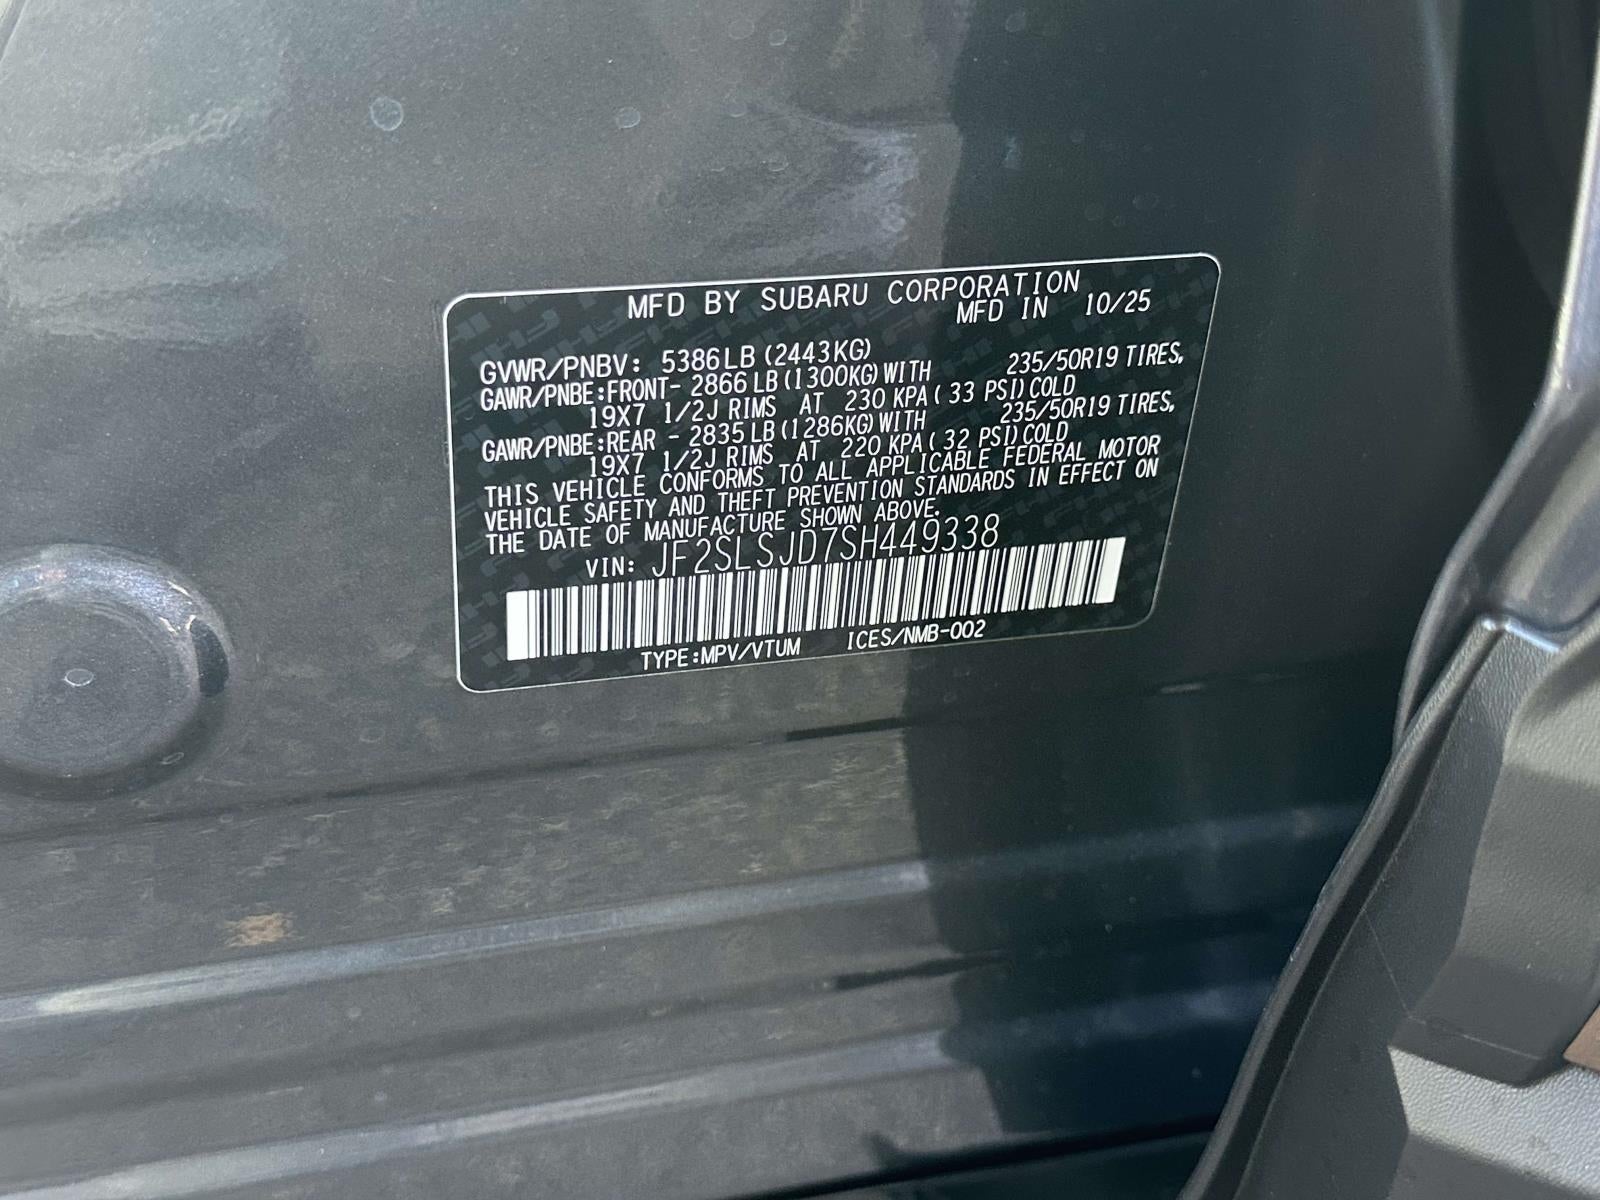 MFD BY SUBARU CORPORATION
MFD IN 10/25
GVWR/PNBV: 5386LB(2443KG)
GAWR/PNBE:FRONT- 2866LB(1300KG)WITH 235/50R19 TIRES,
19X7 1/2J RIMS AT 230 KPA( 33 PSI)COLD
GAWR/PNBE:REAR - 2835LB(1286KG)WITH 235/50R19 TIRES,
19X7 1/2J RIMS AT 220 KPA( 32 PSI)COLD
THIS VEHICLE CONFORMS TO ALL APPLICABLE FEDERAL MOTOR
VEHICLE SAFETY AND THEFT PREVENTION STANDARDS IN EFFECT ON
THE DATE OF MANUFACTURE SHOWN ABOVE.
VIN: JF2SLSJD7SH449338
TYPE:MPV/VTUM ICES/NMB-002